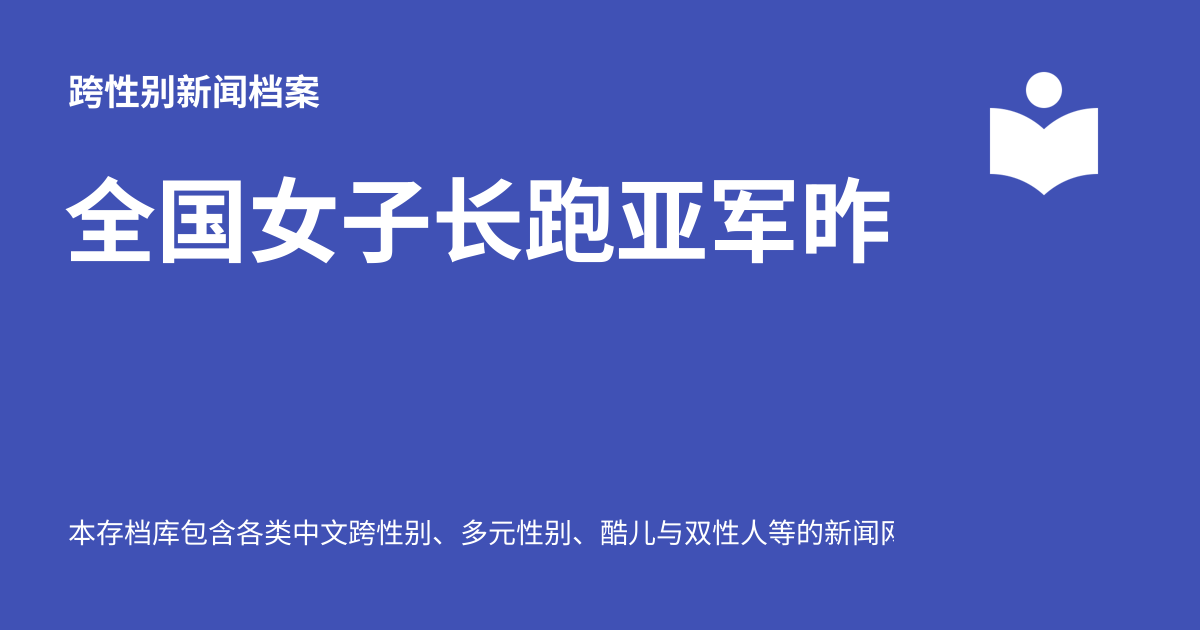 跨性别新闻档案
全国女子长跑亚军昨
本存档库包含各类中文跨性别、多元性别、酷儿与双性人等的新闻